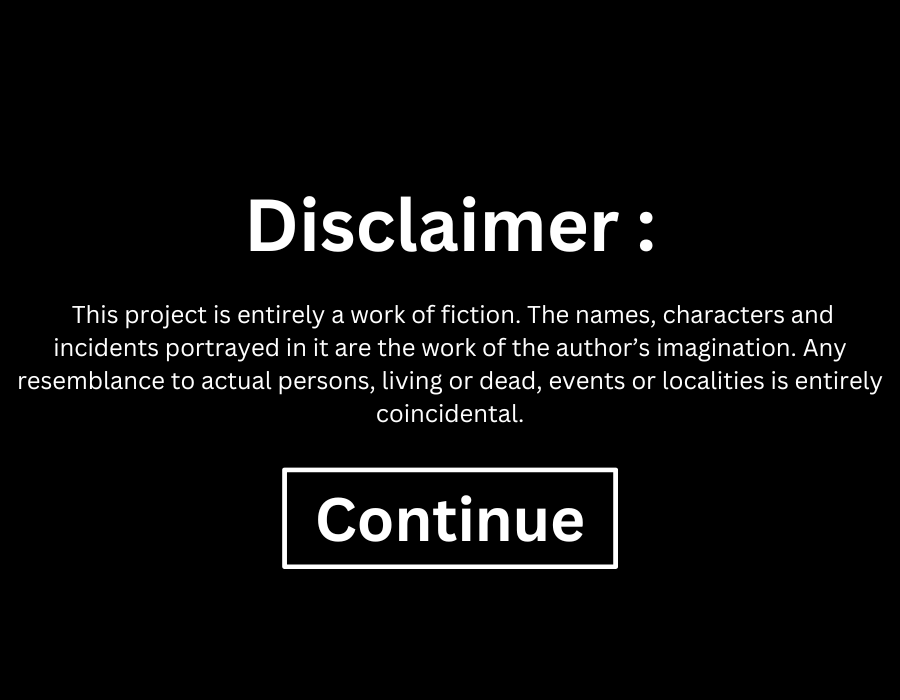 Disclaimer :
This project is entirely a work of fiction. The names, characters and
incidents portrayed in it are the work of the author’s imagination. Any
resemblance to actual persons, living or dead, events or localities is entirely
coincidental.
Continue